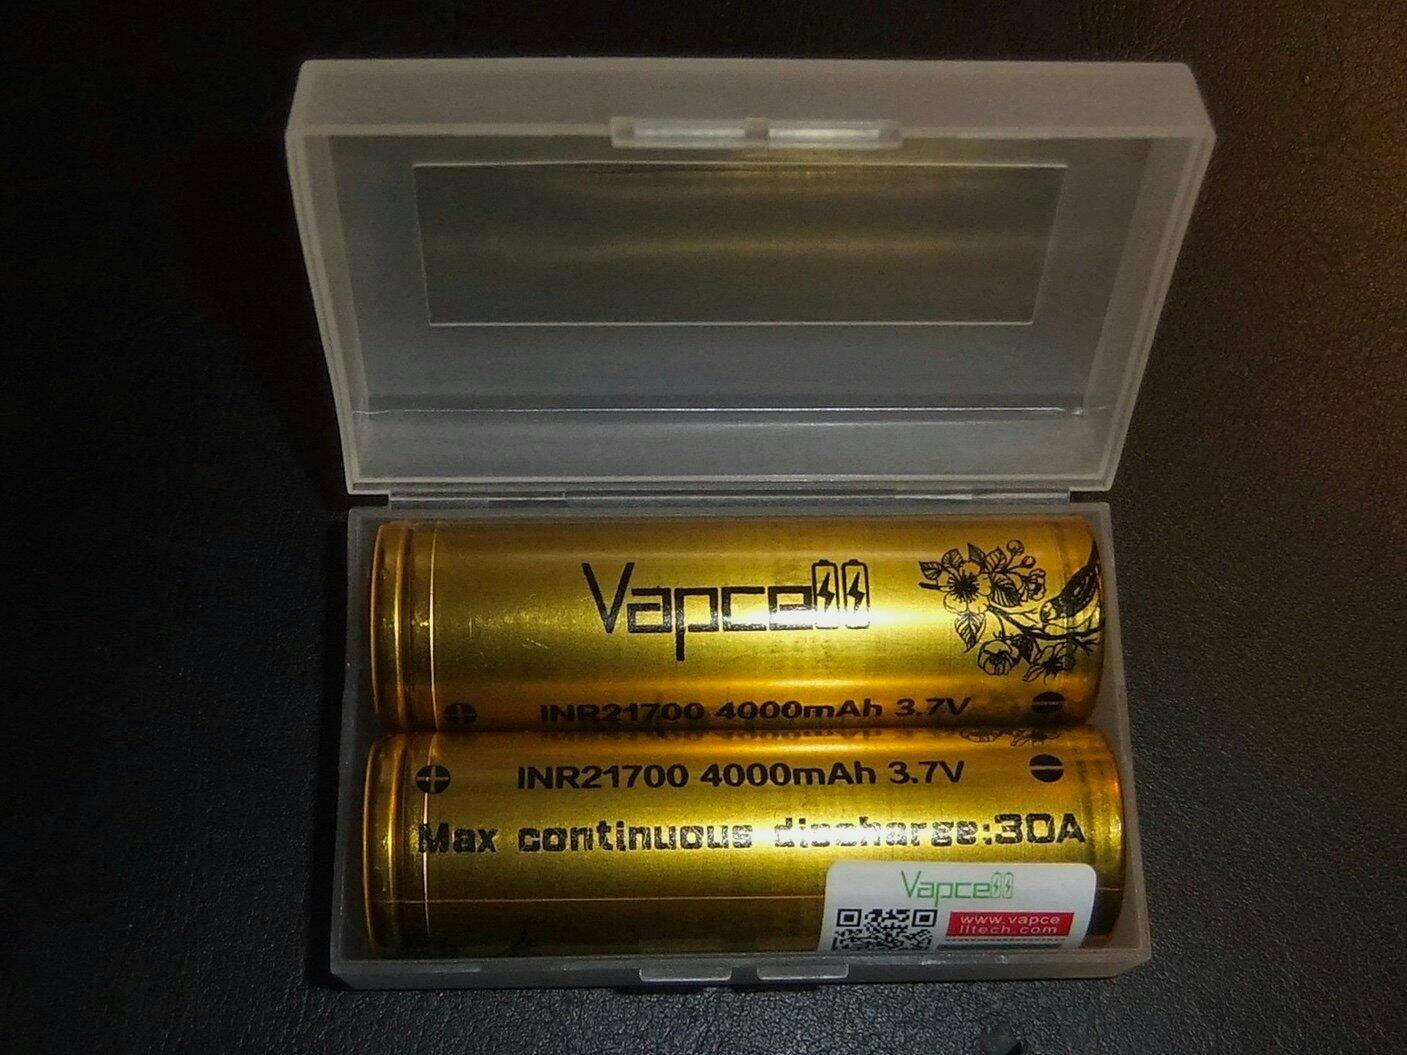 Vapcell
INR21700 4000mAh 3.7V
INR21700 4000mAh 3.7V
Max continuous discharge:30A
Vapcell
www.vapce
lltech.com